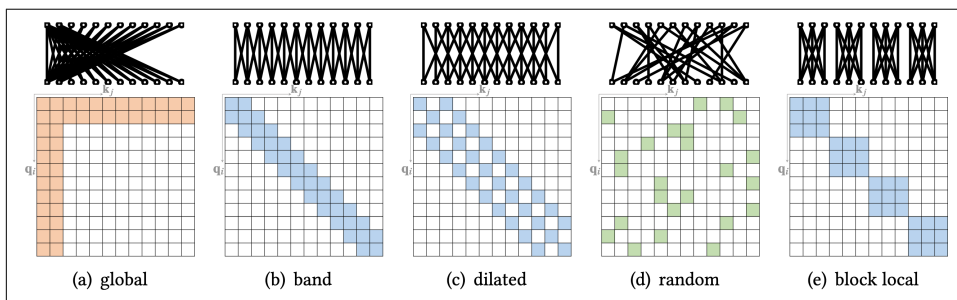 k_j k_j k_j k_j k_j
q_i q_i q_i q_i q_i
(a) global (b) band (c) dilated (d) random (e) block local